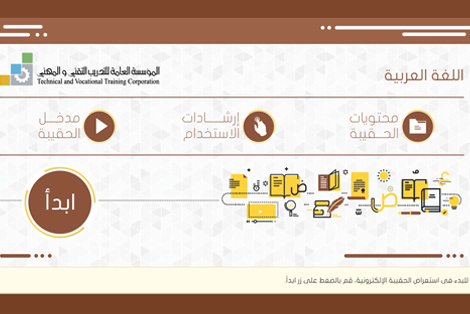 اللغة العربية
المؤسسة العامة للتدريب التقني و المهني
Technical and Vocational Training Corporation
محتويات
الحقيبة
إرشادات
الاستخدام
مدخل
الحقيبة
ض
ض
ابدأ
للبدء في استعراض الحقيبة الإلكترونية، قم بالضغط على زر ابدأ.